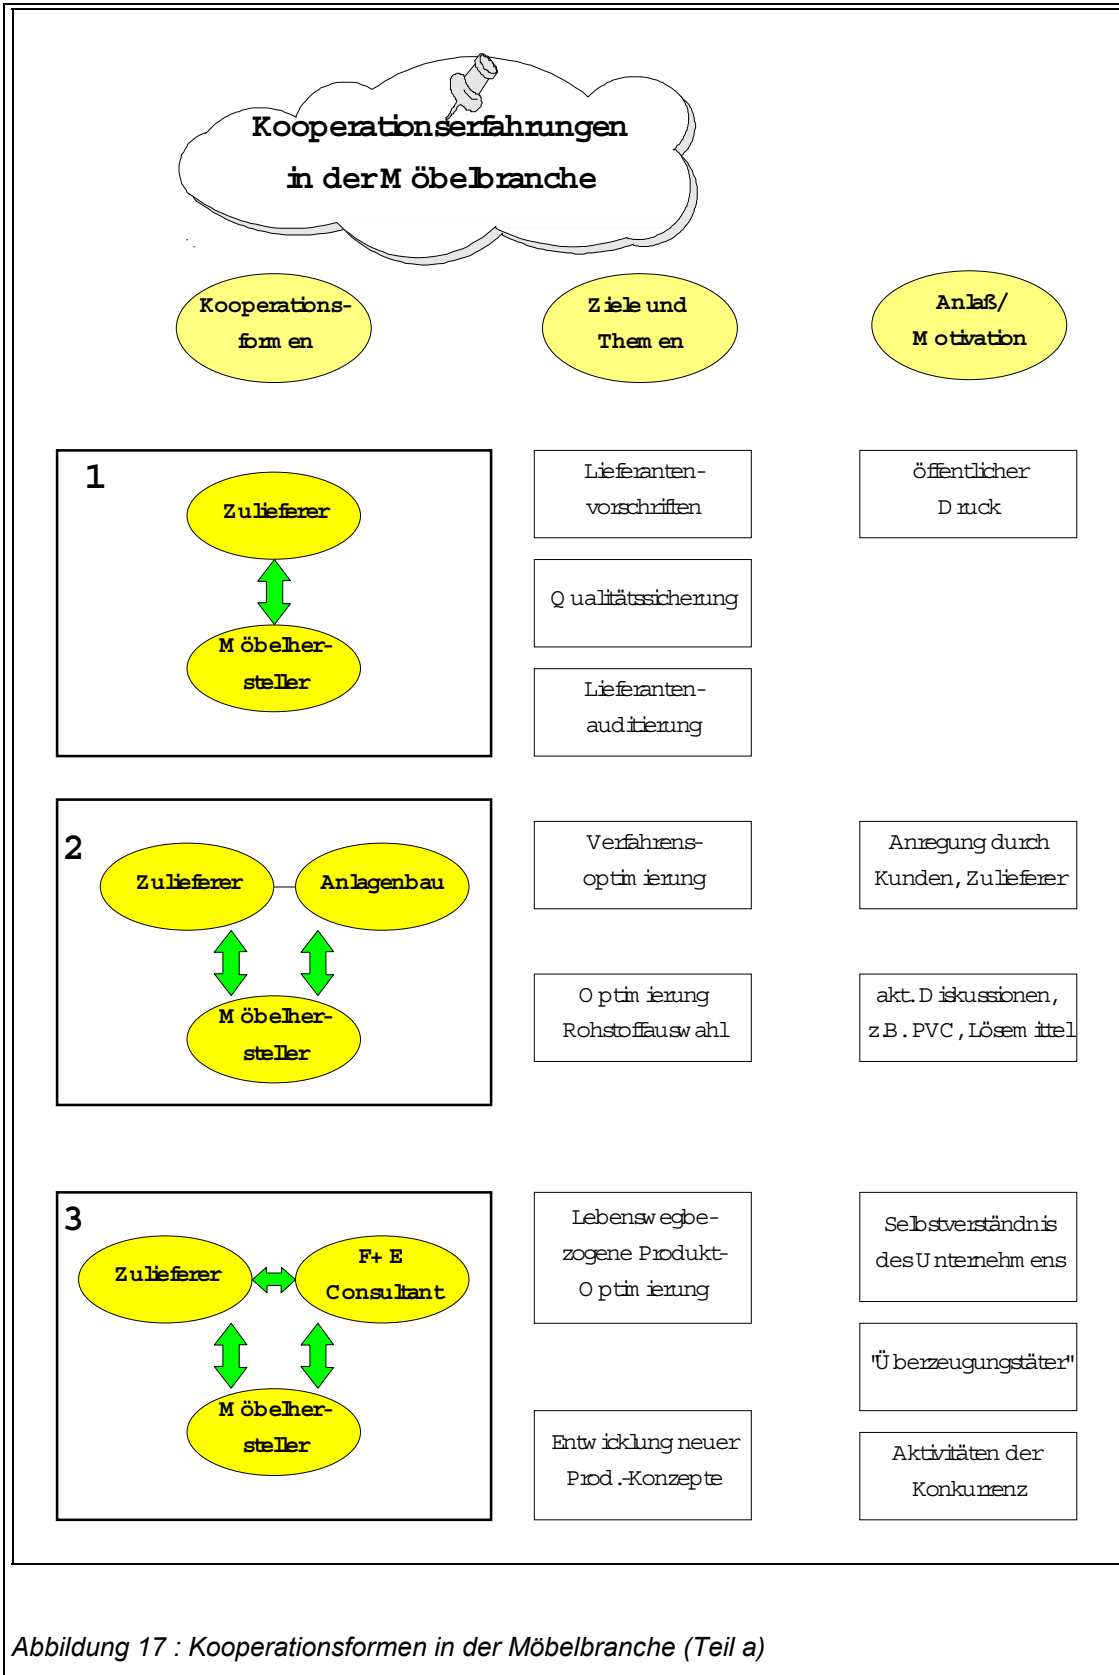 Kooperationserfahrungen
in der Möbelbranche
Kooperations-
formen
Ziele und
Themen
Anlaß/
Motivation
1
Zulieferer
Möbelher-
steller
Lieferanten-
vorschriften
Qualitätssicherung
Lieferanten-
auditierung
öffentlicher
Druck
2
Zulieferer
Anlagenbau
Möbelher-
steller
Verfahrens-
optimierung
Optimierung
Rohstoffauswahl
Anregung durch
Kunden, Zulieferer
akt. Diskussionen,
z.B. PVC, Lösemittel
3
Zulieferer
F+E
Consultant
Möbelher-
steller
Lebenswegbe-
zogene Produkt-
Optimierung
Entwicklung neuer
Prod.-Konzepte
Selbstverständnis
des Unternehmens
"Überzeugungstäter"
Aktivitäten der
Konkurrenz
Abbildung 17 : Kooperationsformen in der Möbelbranche (Teil a)